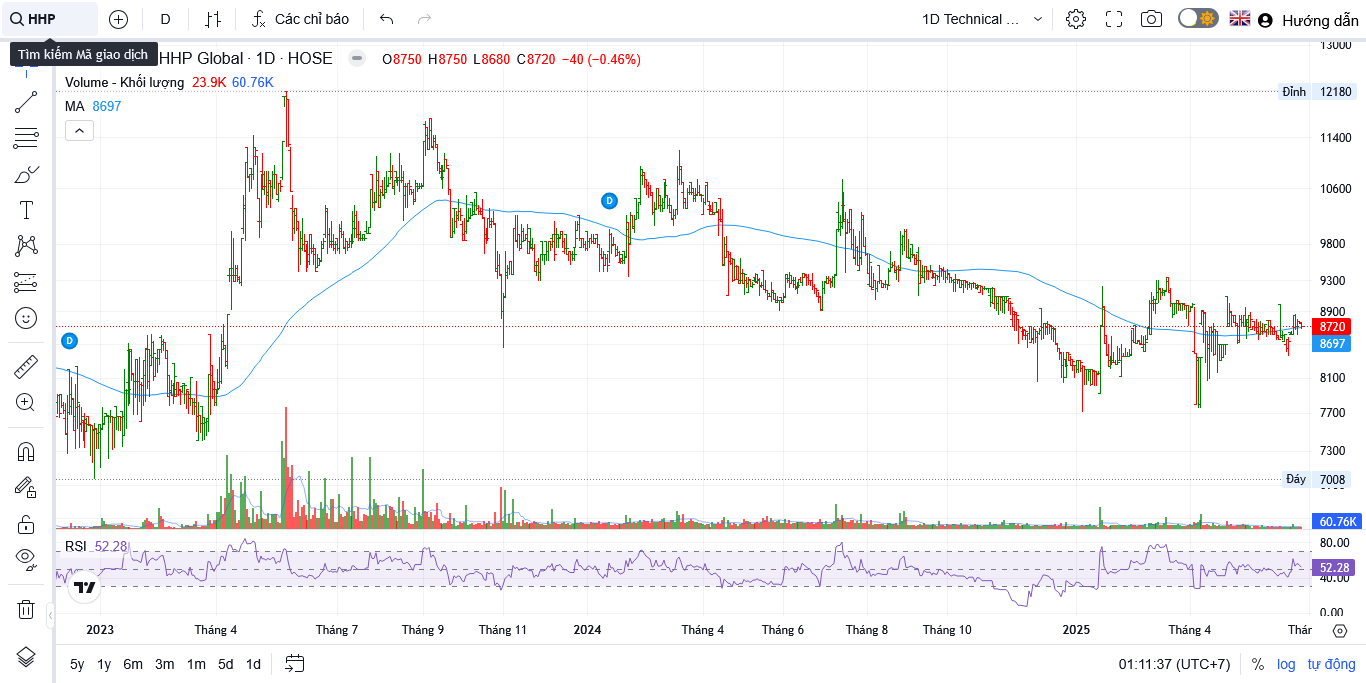 HHP D Các chỉ báo 1D Technical ... Hướng dẫn
Tìm kiếm Mã giao dịch
HHP Global · 1D · HOSE O8750 H8750 L8680 C8720 −40 (−0.46%)
Volume - Khối lượng 23.9K 60.76K
MA 8697
13000
Đỉnh 12180
11400
10600
D
9800
9300
8900
8720
D
8697
8100
7700
7300
Đáy 7008
60.76K
RSI 52.28
80.00
52.28
40.00
0.00
2023 Tháng 4 Tháng 7 Tháng 9 Tháng 11 2024 Tháng 4 Tháng 6 Tháng 8 Tháng 10 2025 Tháng 4 Thár
5y 1y 6m 3m 1m 5d 1d 01:11:37 (UTC+7) % log tự động